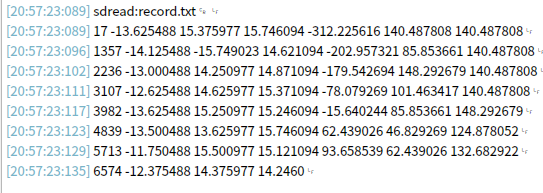 [20:57:23:089] sdread:record.txt
[20:57:23:089] 17 -13.625488 15.375977 15.746094 -312.225616 140.487808 140.487808
[20:57:23:096] 1357 -14.125488 -15.749023 14.621094 -202.957321 85.853661 140.487808
[20:57:23:102] 2236 -13.000488 14.250977 14.871094 -179.542694 148.292679 140.487808
[20:57:23:111] 3107 -12.625488 14.625977 15.371094 -78.079269 101.463417 140.487808
[20:57:23:117] 3982 -13.625488 15.250977 15.246094 -15.640244 85.853661 148.292679
[20:57:23:123] 4839 -13.500488 13.625977 15.746094 62.439026 46.829269 124.878052
[20:57:23:129] 5713 -11.750488 15.500977 15.121094 93.658539 62.439026 132.682922
[20:57:23:135] 6574 -12.375488 14.375977 14.2460